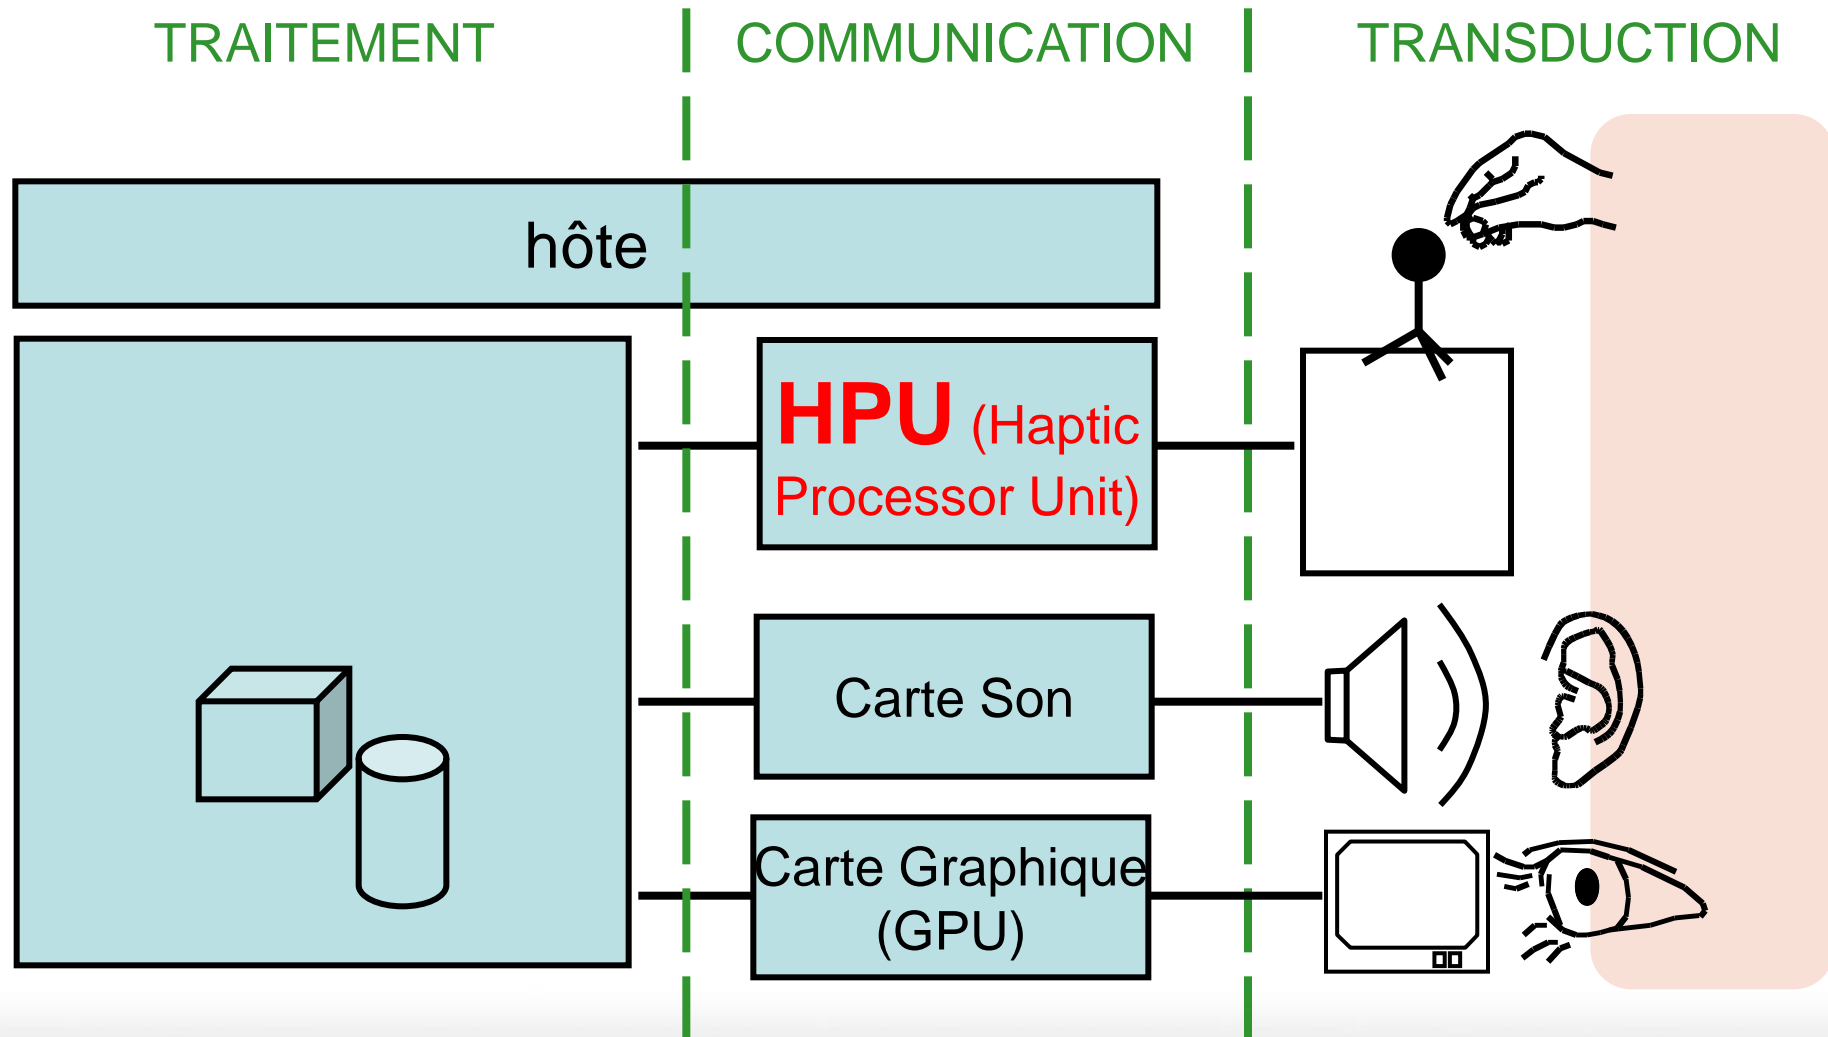 TRAITEMENT
COMMUNICATION
TRANSDUCTION
hôte
HPU (Haptic
Processor Unit)
Carte Son
Carte Graphique
(GPU)